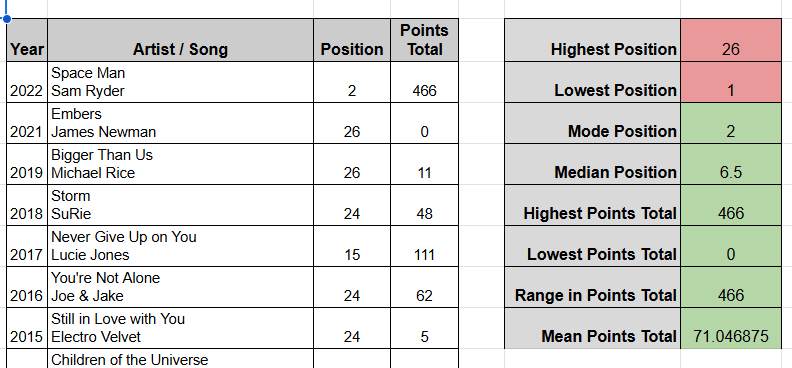 Year Artist / Song Position Points Total
Space Man
2022 Sam Ryder 2 466
Embers
2021 James Newman 26 0
Bigger Than Us
2019 Michael Rice 26 11
Storm
2018 SuRie 24 48
Never Give Up on You
2017 Lucie Jones 15 111
You're Not Alone
2016 Joe & Jake 24 62
Still in Love with You
2015 Electro Velvet 24 5
Children of the Universe
Highest Position 26
Lowest Position 1
Mode Position 2
Median Position 6.5
Highest Points Total 466
Lowest Points Total 0
Range in Points Total 466
Mean Points Total 71.046875